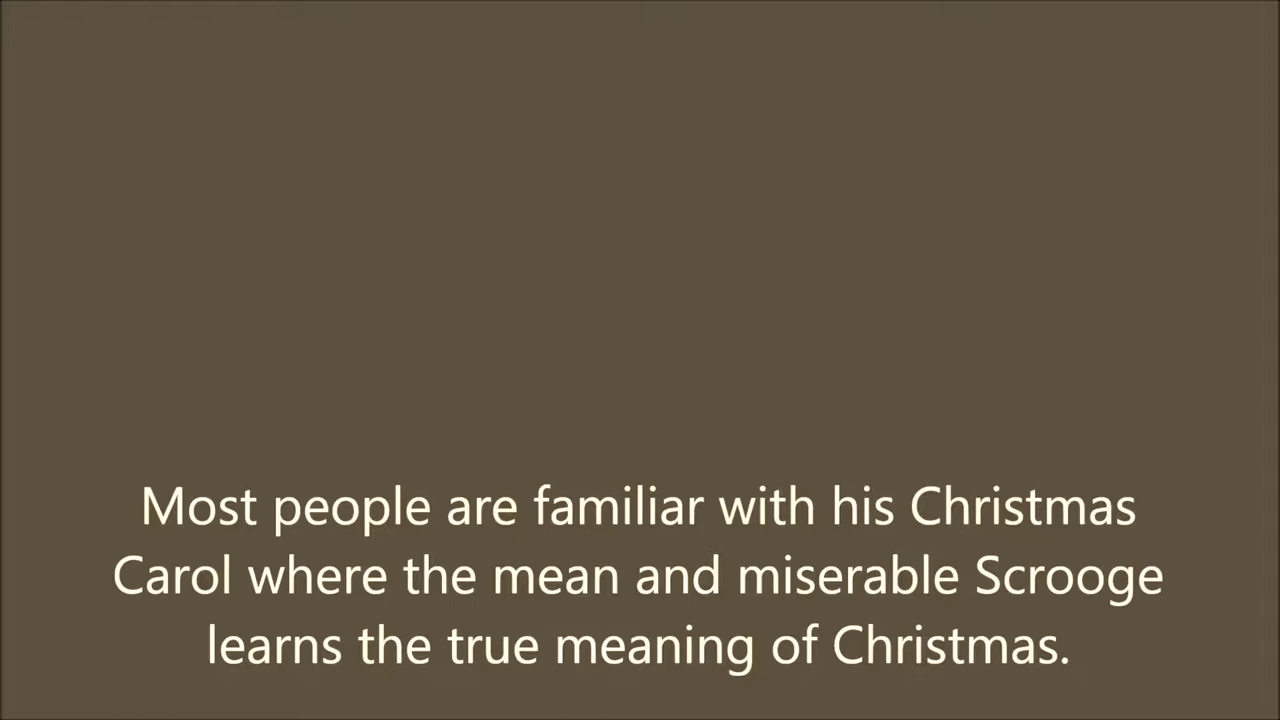 Most people are familiar with his Christmas
Carol where the mean and miserable Scrooge
learns the true meaning of Christmas.